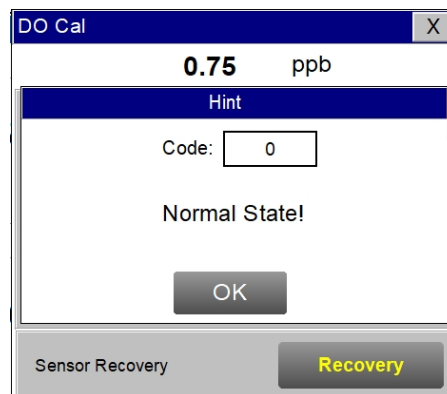 DO Cal X
0.75 ppb
Hint
Code: 0
Normal State!
OK
Sensor Recovery Recovery